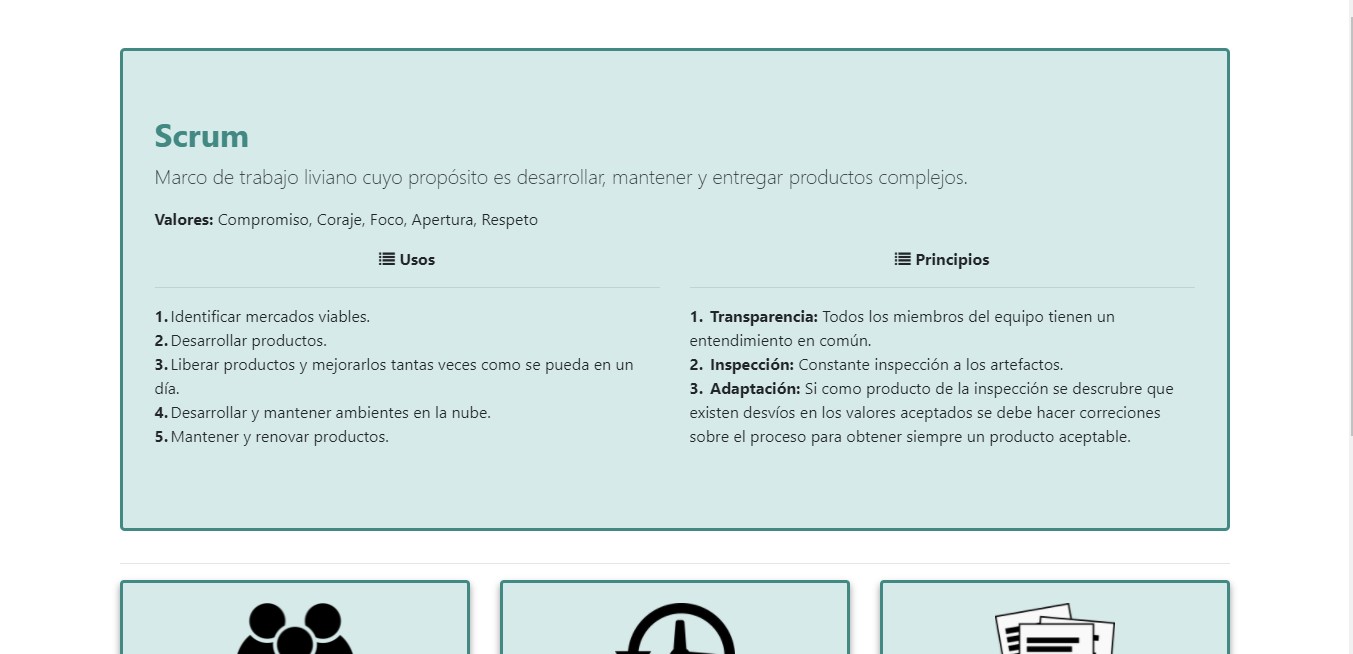 Scrum
Marco de trabajo liviano cuyo propósito es desarrollar, mantener y entregar productos complejos.
Valores: Compromiso, Coraje, Foco, Apertura, Respeto
Usos
1. Identificar mercados viables.
2. Desarrollar productos.
3. Liberar productos y mejorarlos tantas veces como se pueda en un
día.
4. Desarrollar y mantener ambientes en la nube.
5. Mantener y renovar productos.
Principios
1. Transparencia: Todos los miembros del equipo tienen un
entendimiento en común.
2. Inspección: Constante inspección a los artefactos.
3. Adaptación: Si como producto de la inspección se descrubre que
existen desvíos en los valores aceptados se debe hacer correciones
sobre el proceso para obtener siempre un producto aceptable.